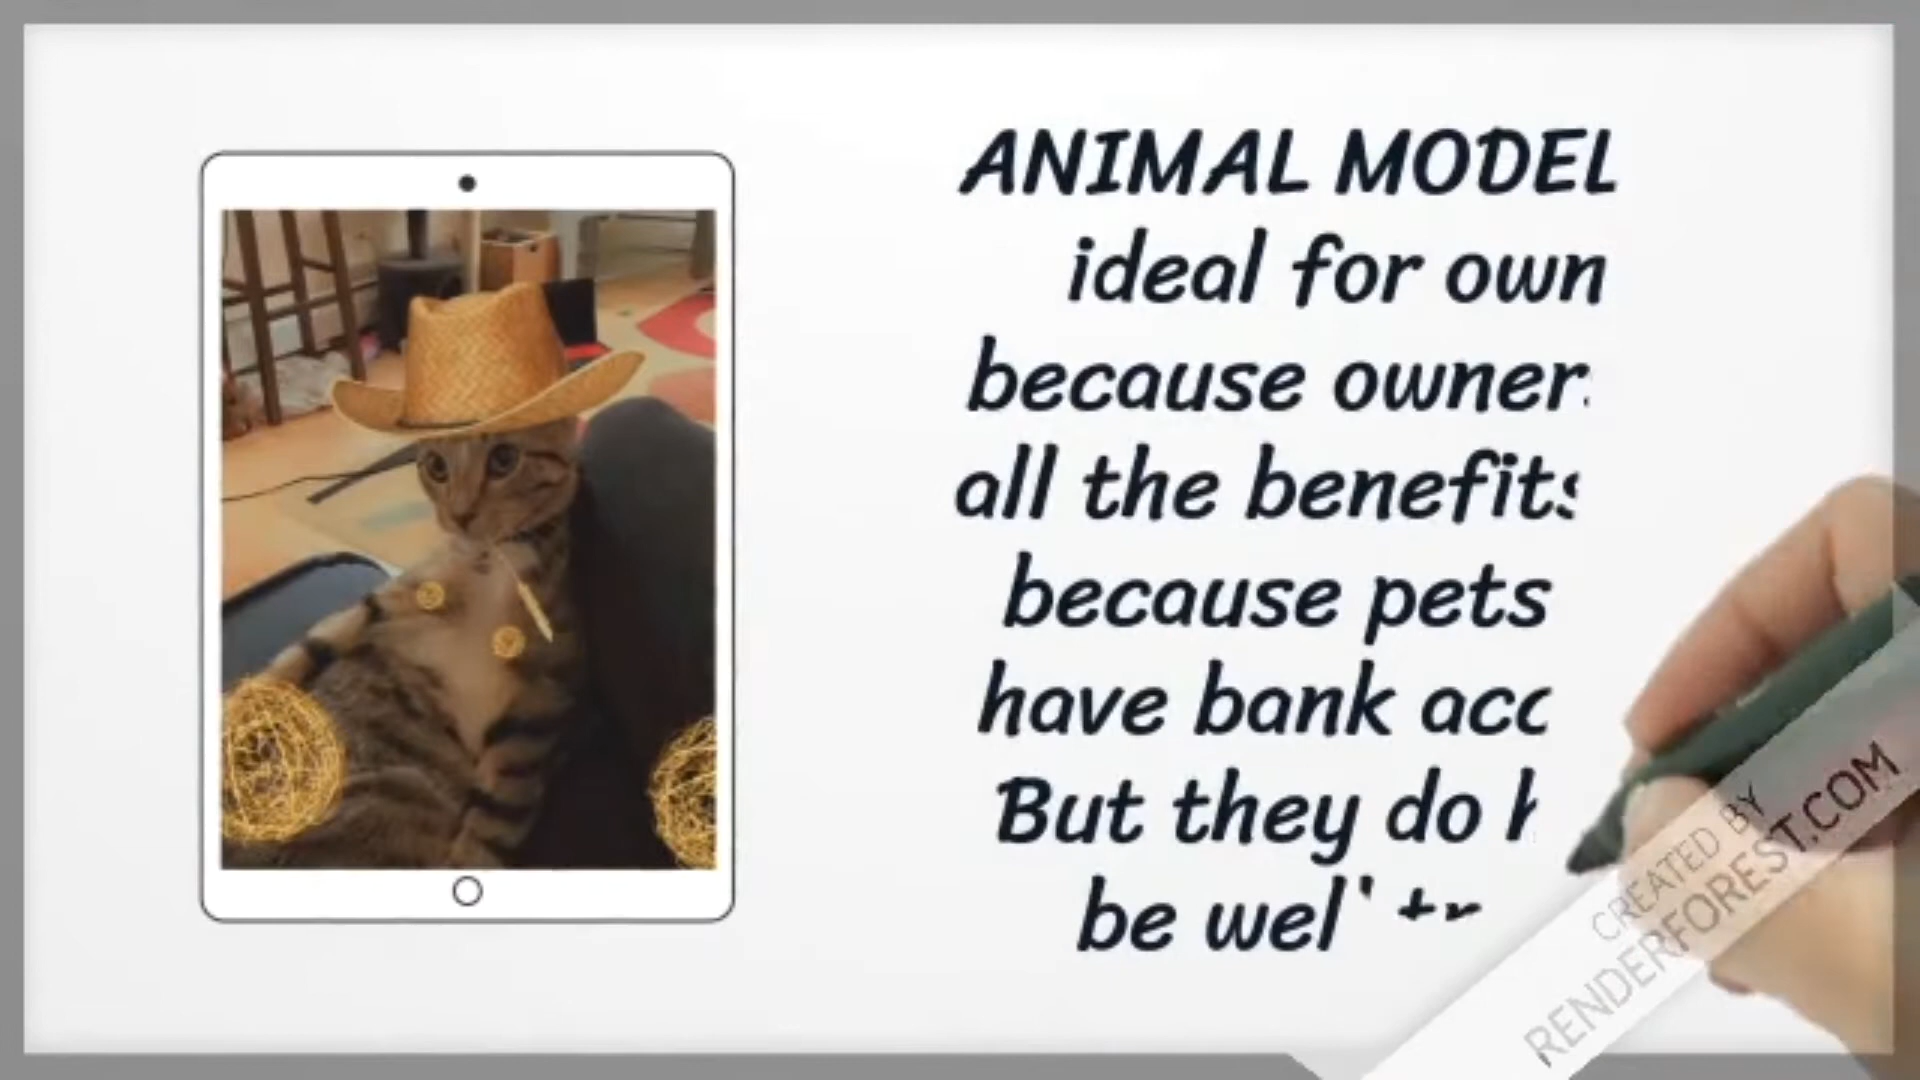 ANIMAL MODEL
ideal for own
because owner
all the benefits
because pets
have bank acc
But they do
be wel
CREATED BY
RENDERFOREST.COM